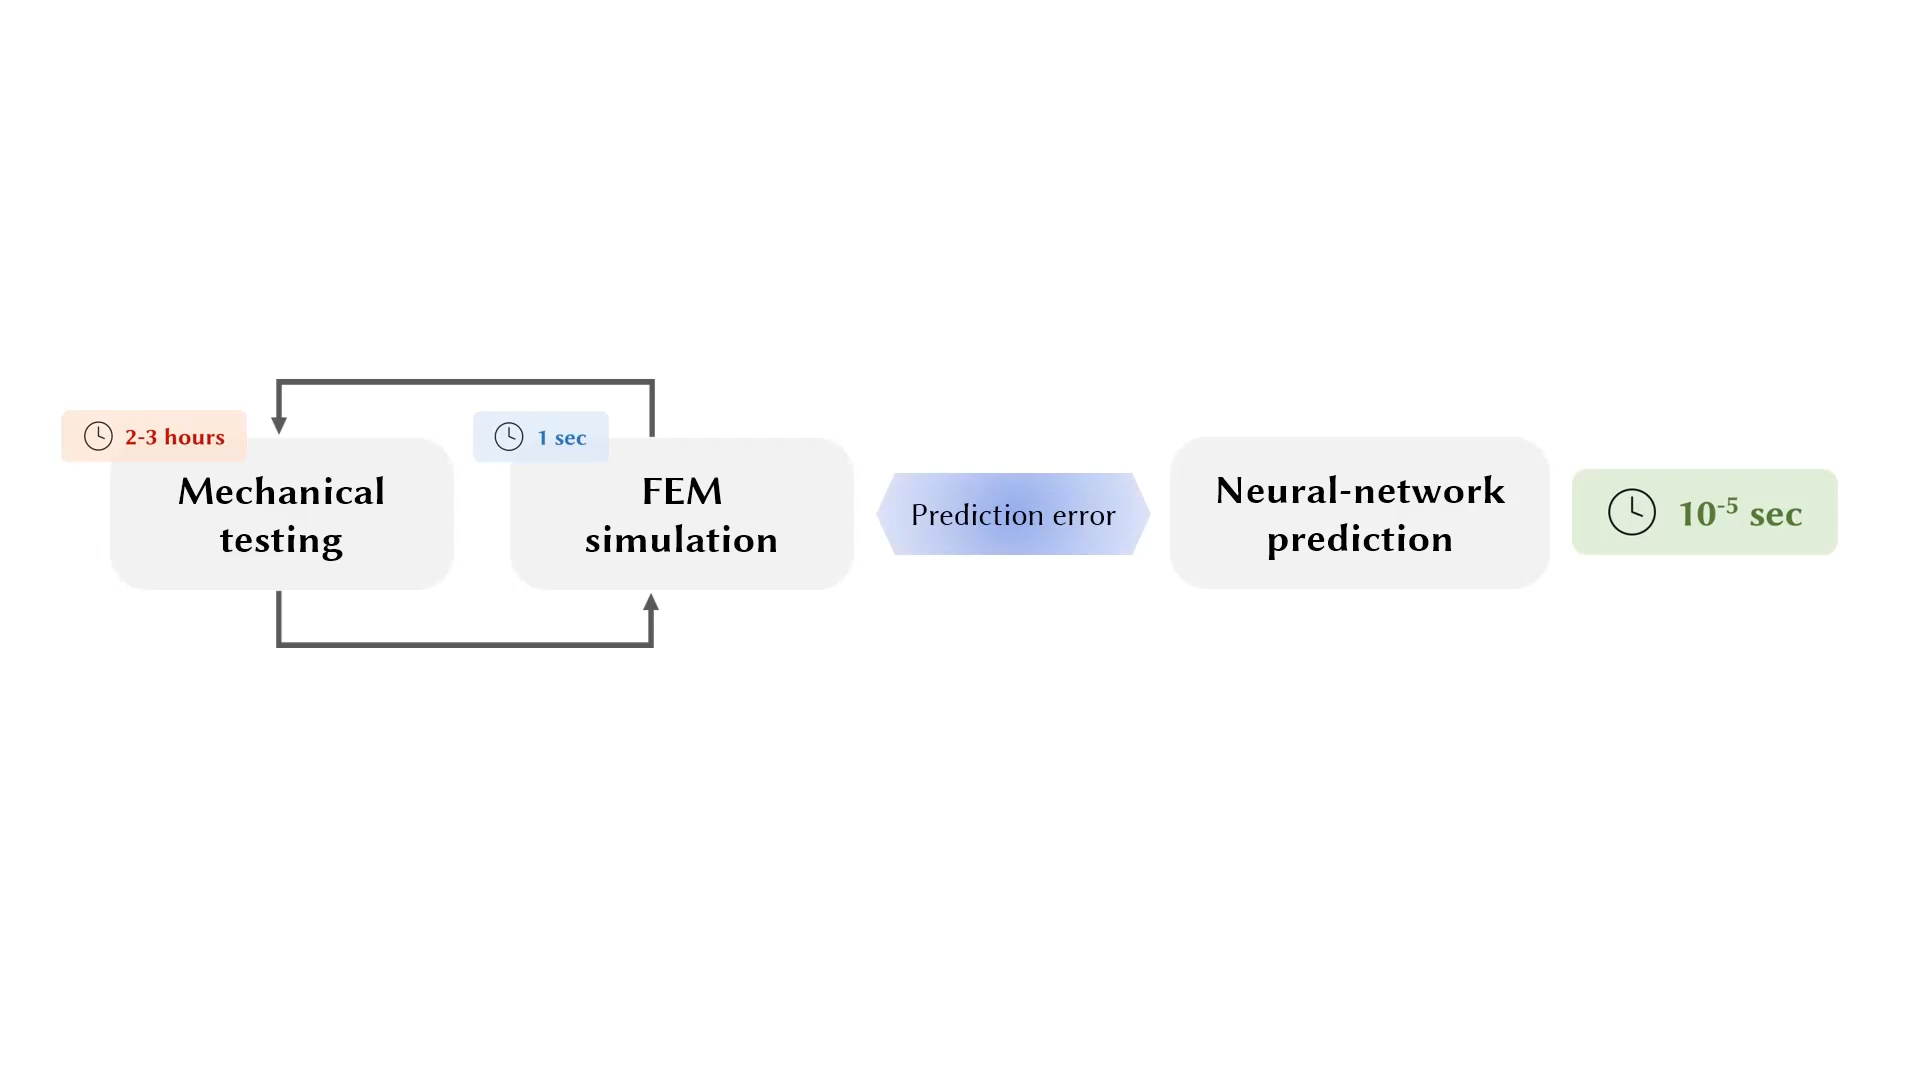 2-3 hours
Mechanical
testing
1 sec
FEM
simulation
Prediction error
Neural-network
prediction
10⁻⁵ sec